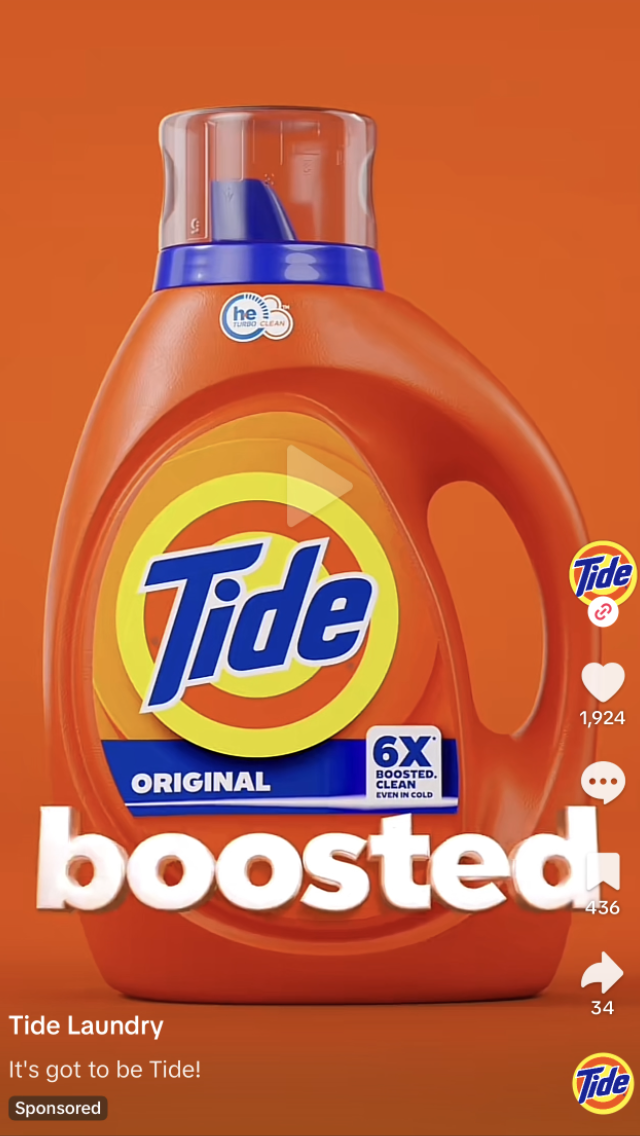 he
TURBO CLEAN™
Tide
ORIGINAL
6X*
BOOSTED.
CLEAN
EVEN IN COLD
boosted
Tide
1,924
436
34
Tide Laundry
It's got to be Tide!
Sponsored
Tide